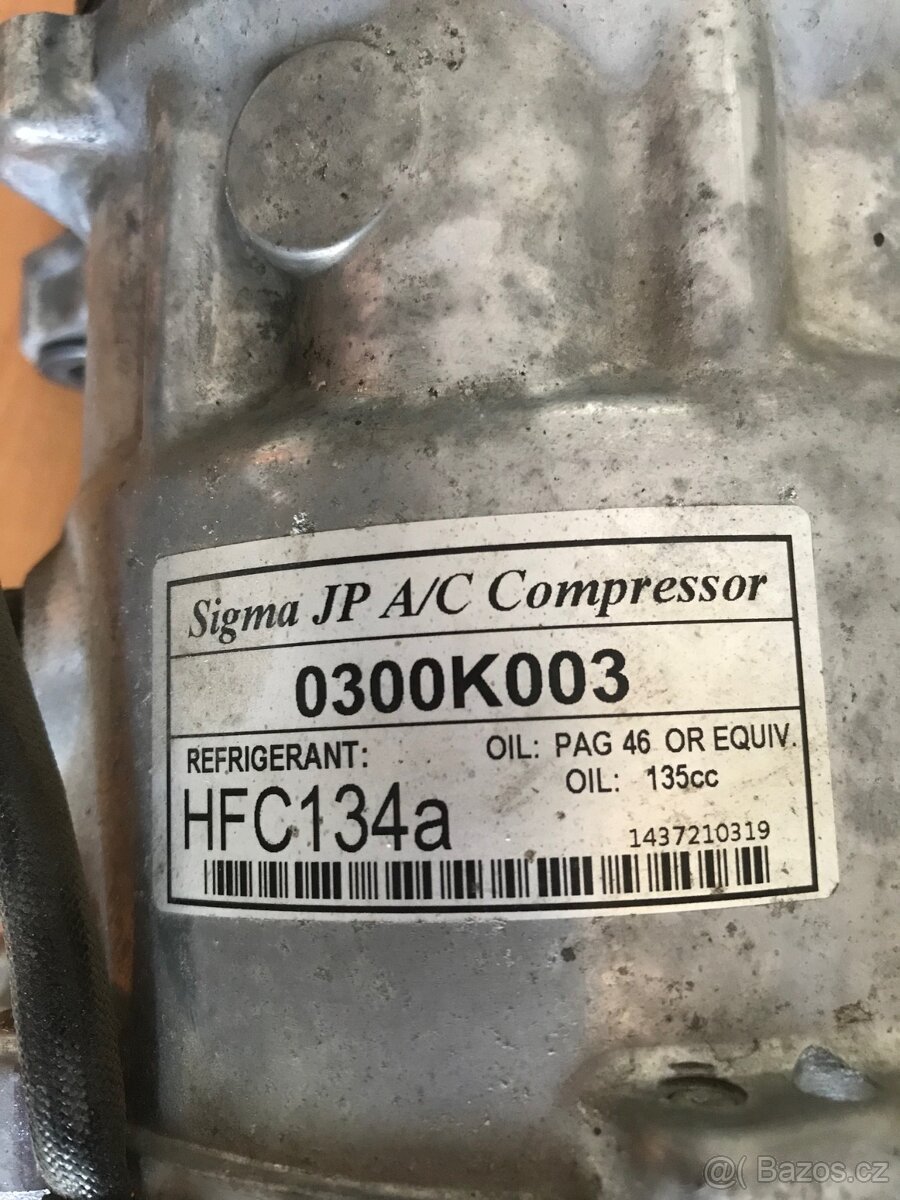 Sigma JP A/C Compressor
0300K003
REFRIGERANT:
HFC134a
OIL: PAG 46 OR EQUIV.
OIL: 135cc
1437210319
@( Bazos.cz